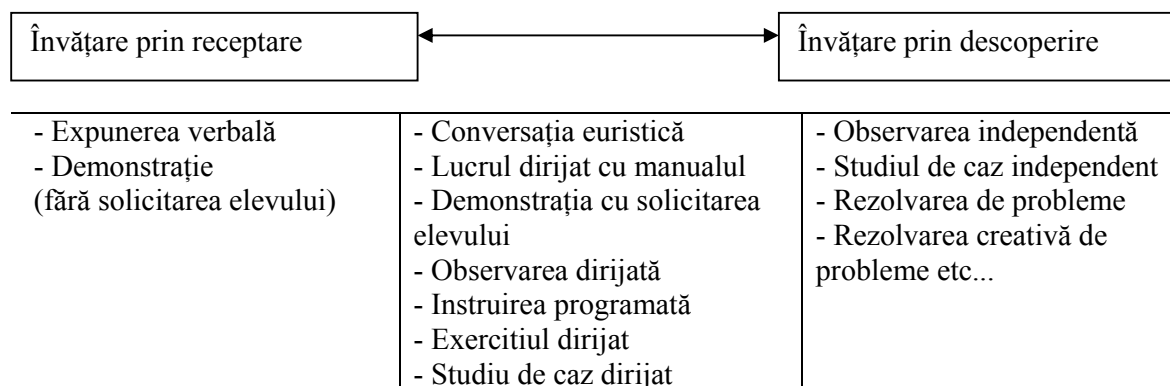 Învățare prin receptare
Învățare prin descoperire
- Expunerea verbală
- Demonstrație
(fără solicitarea elevului)
- Conversația euristică
- Lucrul dirijat cu manualul
- Demonstrația cu solicitarea
elevului
- Observarea dirijată
- Instruirea programată
- Exercitiul dirijat
- Studiu de caz dirijat
- Observarea independentă
- Studiul de caz independent
- Rezolvarea de probleme
- Rezolvarea creativă de
probleme etc...